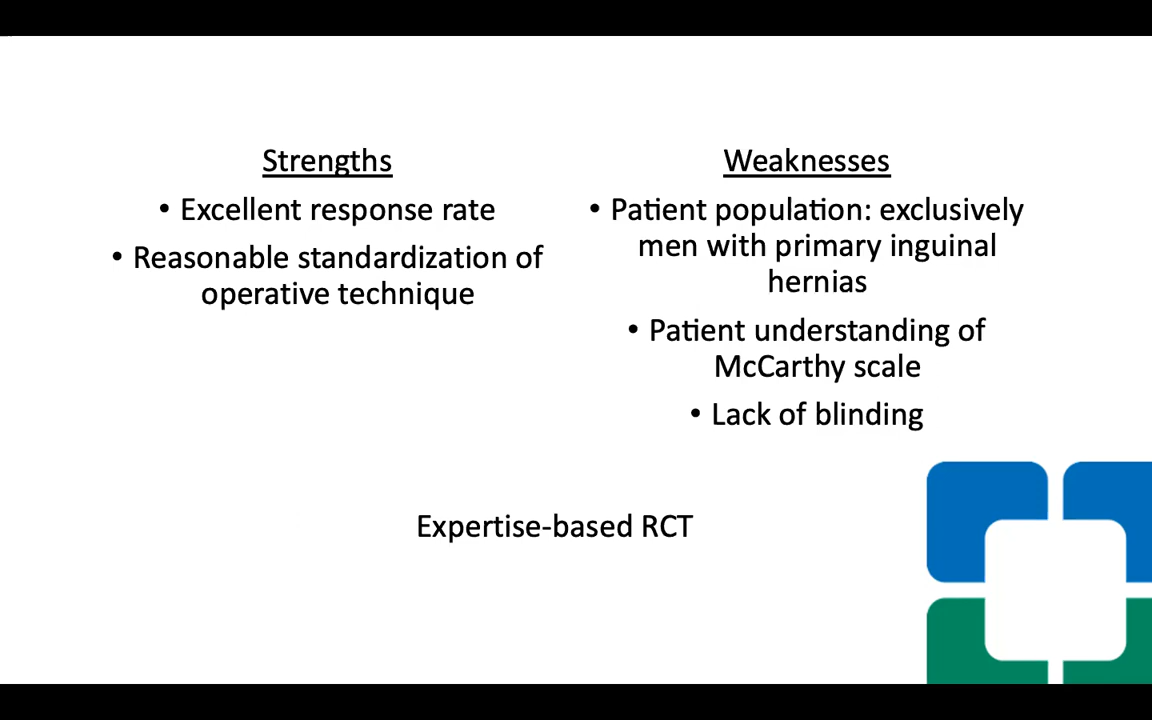 Strengths
• Excellent response rate
• Reasonable standardization of
operative technique
Weaknesses
• Patient population: exclusively
men with primary inguinal
hernias
• Patient understanding of
McCarthy scale
• Lack of blinding
Expertise-based RCT